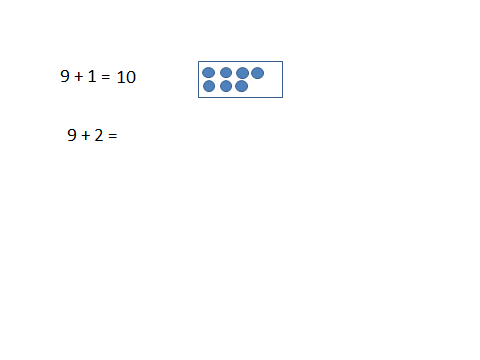 9 + 1 = 10
9 + 2 =